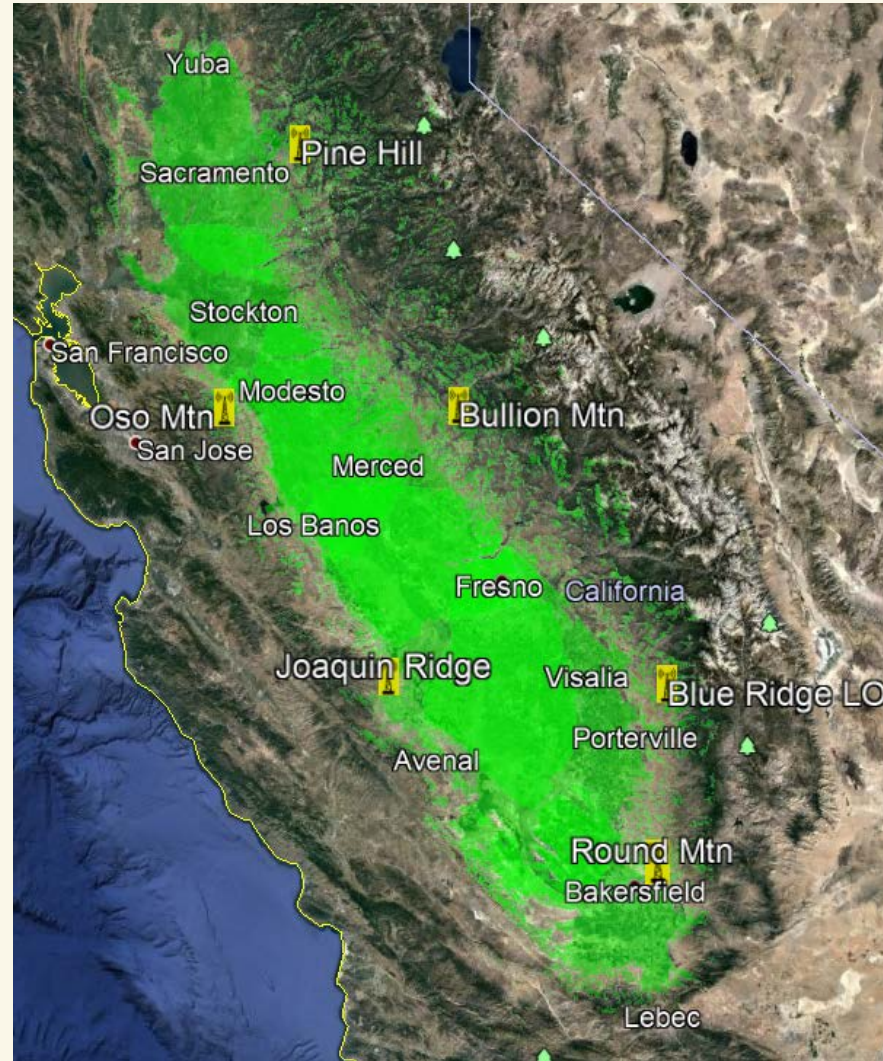 Yuba
Pine Hill
Sacramento
Stockton
San Francisco
Modesto
Oso Mtn
Bullion Mtn
San Jose
Merced
Los Banos
Fresno
California
Joaquin Ridge
Visalia
Blue Ridge LO
Porterville
Avenal
Round Mtn
Bakersfield
Lebec